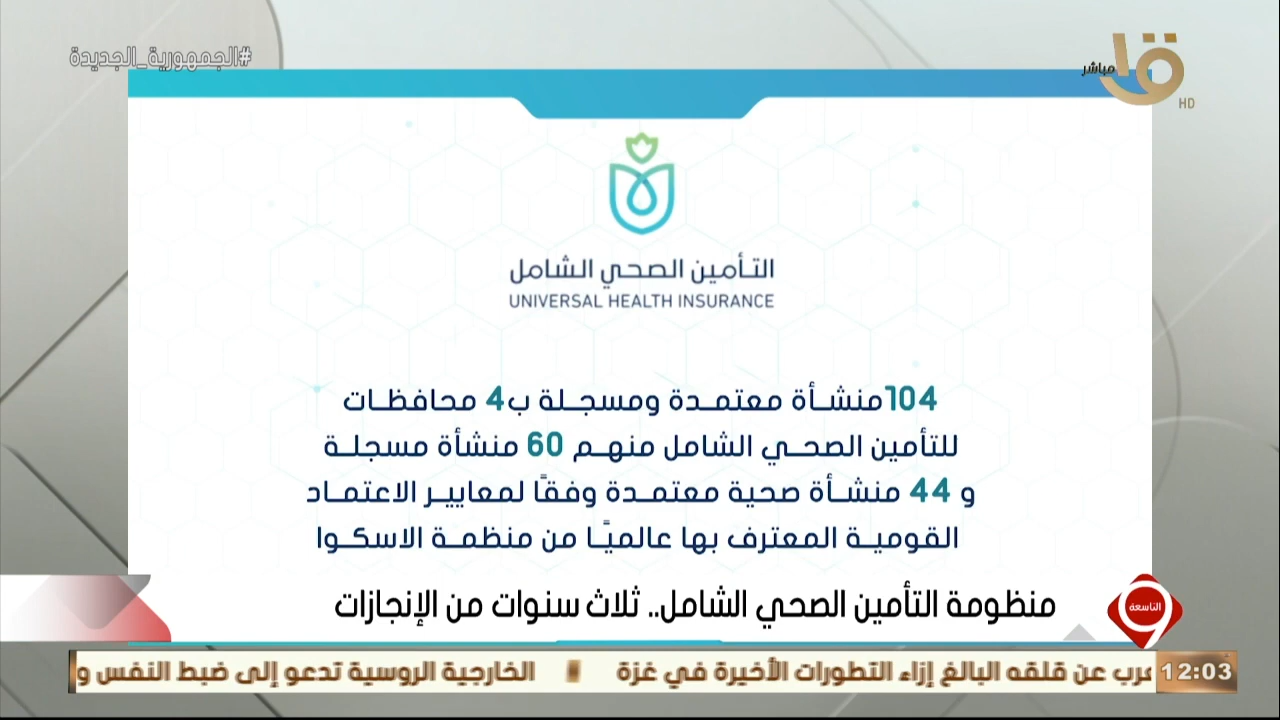 #الجمهورية_الجديدة
مباشر
HD
التأمين الصحي الشامل
UNIVERSAL HEALTH INSURANCE
104منشأة معتمدة ومسجلة ب4 محافظات
للتأمين الصحي الشامل منهم 60 منشأة مسجلة
و 44 منشأة صحية معتمدة وفقًا لمعايير الاعتماد
القومية المعترف بها عالميًا من منظمة الاسكوا
منظومة التأمين الصحي الشامل.. ثلاث سنوات من الإنجازات
التاسعة
9
12:03
عرب عن قلقه البالغ إزاء التطورات الأخيرة في غزة الخارجية الروسية تدعو إلى ضبط النفس و